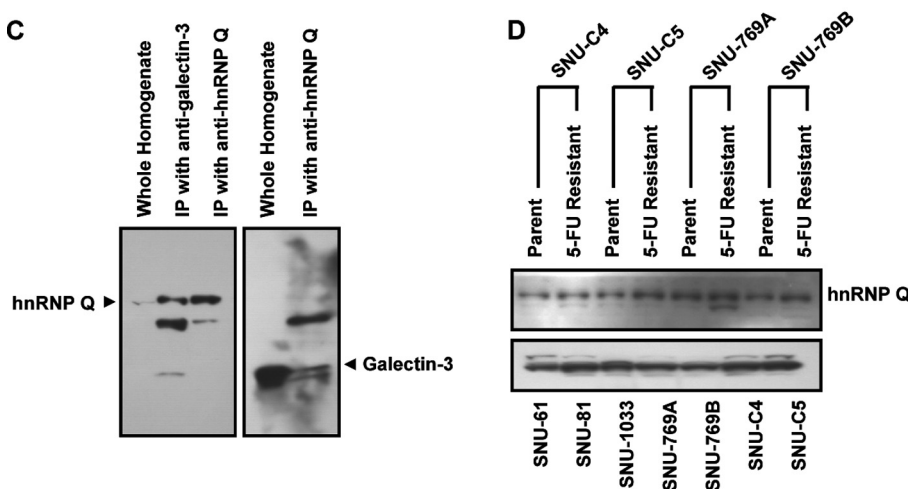 C
Whole Homogenate
IP with anti-galectin-3
IP with anti-hnRNP Q
Whole Homogenate
IP with anti-hnRNP Q
hnRNP Q
Galectin-3
D
SNU-C4
SNU-C5
SNU-769A
SNU-769B
Parent
5-FU Resistant
Parent
5-FU Resistant
Parent
5-FU Resistant
Parent
5-FU Resistant
hnRNP Q
SNU-61
SNU-81
SNU-1033
SNU-769A
SNU-769B
SNU-C4
SNU-C5